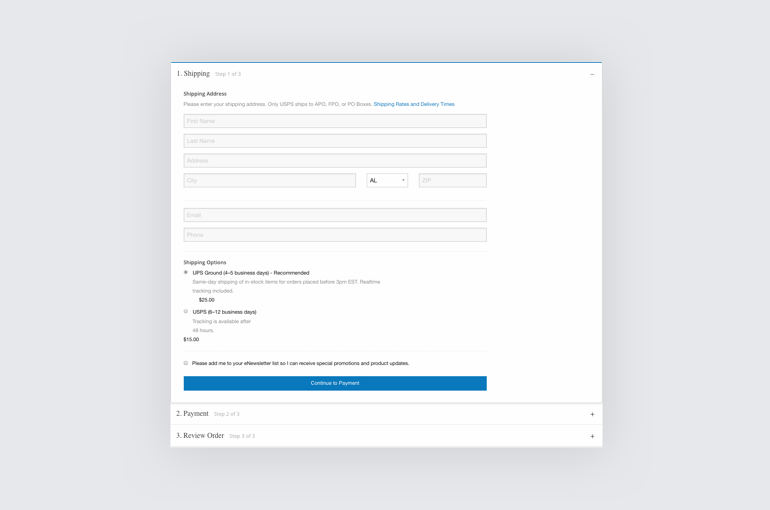 1. Shipping Step 1 of 3 –
Shipping Address
Please enter your shipping address. Only USPS ships to APO, FPO, or PO Boxes. Shipping Rates and Delivery Times
First Name
Last Name
Address
City AL ZIP
Email
Phone
Shipping Options
UPS Ground (4–5 business days) - Recommended
Same-day shipping of in-stock items for orders placed before 3pm EST. Realtime
tracking included.
$25.00
USPS (6–12 business days)
Tracking is available after
48 hours.
$15.00
Please add me to your eNewsletter list so I can receive special promotions and product updates.
Continue to Payment
2. Payment Step 2 of 3 +
3. Review Order Step 3 of 3 +